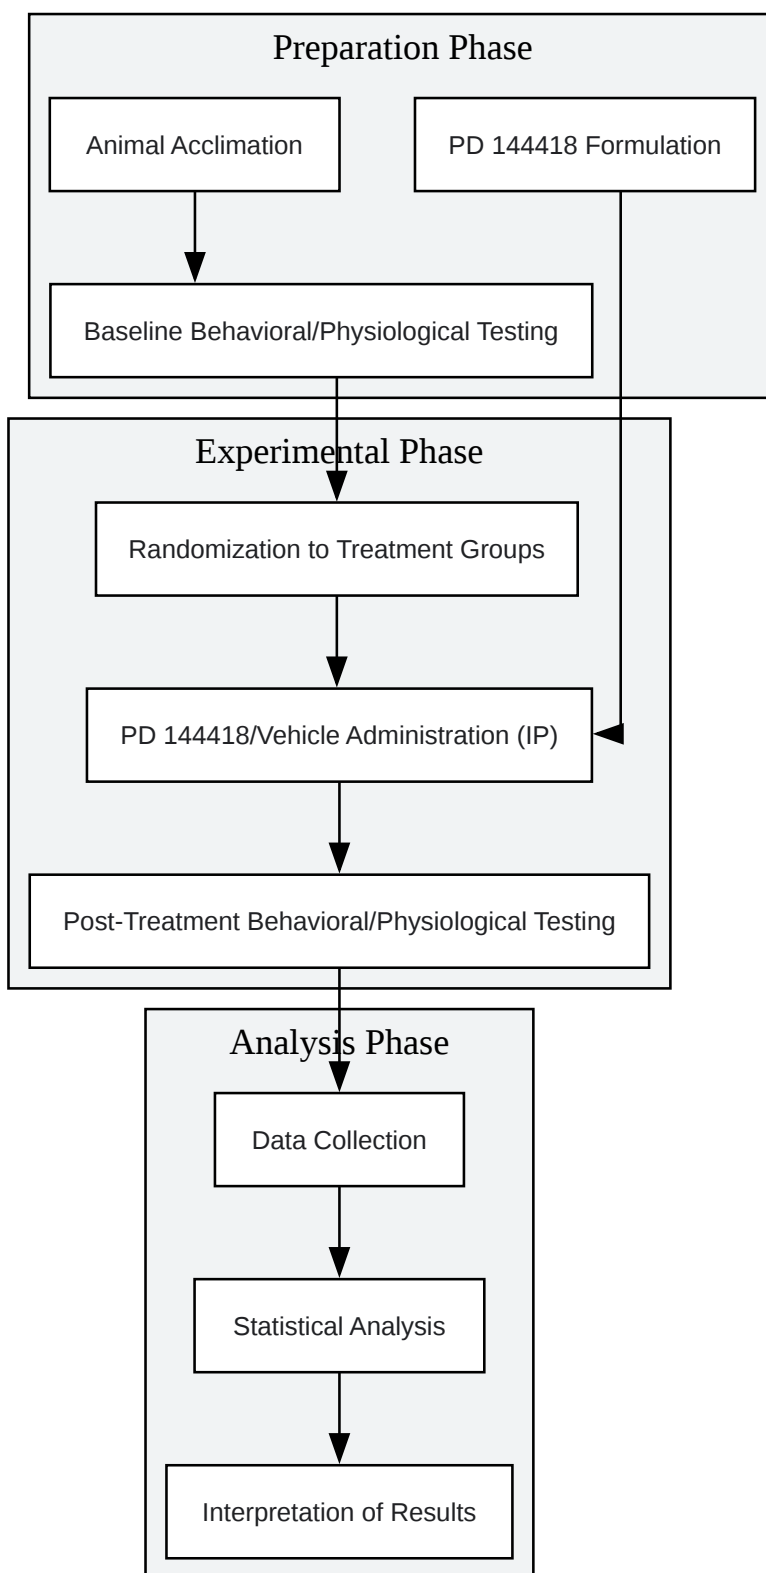 Preparation Phase
Animal Acclimation
PD 144418 Formulation
Baseline Behavioral/Physiological Testing
Experimental Phase
Randomization to Treatment Groups
PD 144418/Vehicle Administration (IP)
Post-Treatment Behavioral/Physiological Testing
Analysis Phase
Data Collection
Statistical Analysis
Interpretation of Results